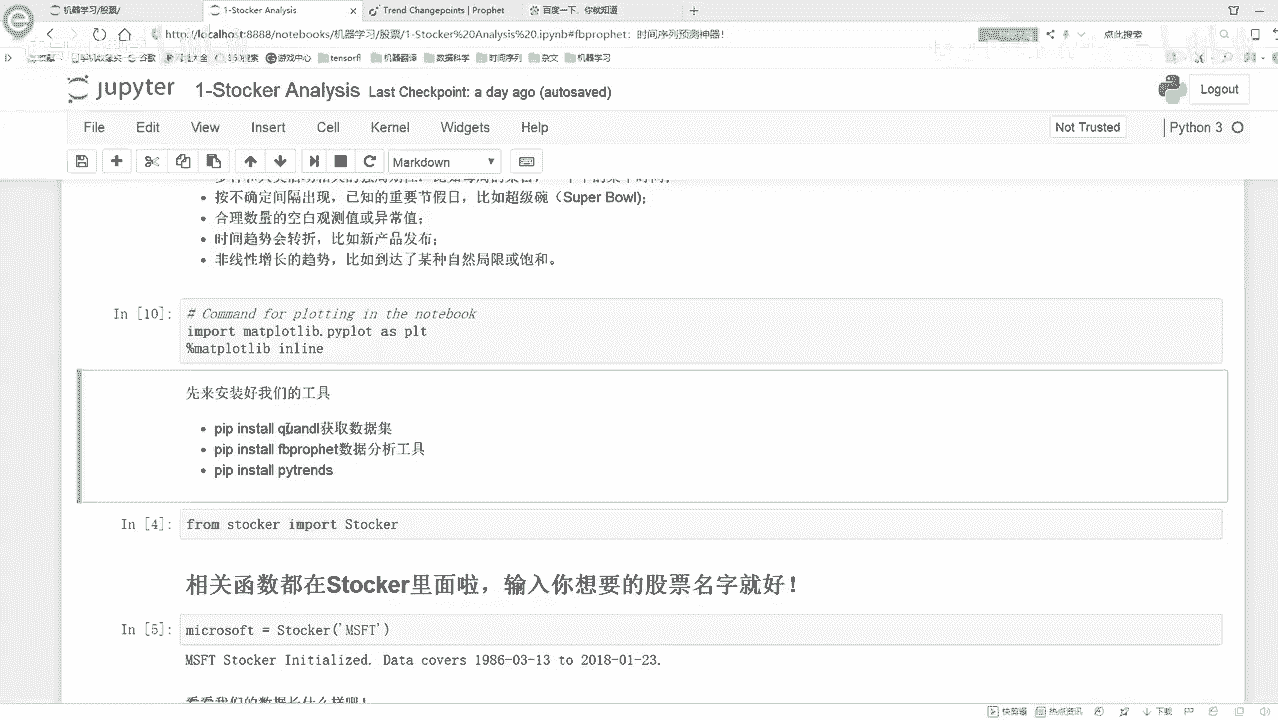 机器学习/股票/
1-Stocker Analysis
Trend Changepoints | Prophet
百度一下，你就知道
http://localhost:8888/notebooks/机器学习/股票/1-Stocker%20Analysis%20.ipynb#fbprophet：时间序列预测神器！
点此搜索
游戏中心
tensorfl
机器翻译
数据科学
时间序列
杂文
机器学习
jupyter 1-Stocker Analysis Last Checkpoint: a day ago (autosaved)
Logout
File Edit View Insert Cell Kernel Widgets Help
Not Trusted
Python 3
Markdown
按不确定间隔出现，已知的重要节假日，比如超级碗（Super Bowl);
合理数量的空白观测值或异常值；
时间趋势会转折，比如新产品发布；
非线性增长的趋势，比如到达了某种自然局限或饱和。
In [10]:
# Command for plotting in the notebook
import matplotlib.pyplot as plt
%matplotlib inline
先来安装好我们的工具
pip install quandl获取数据集
pip install fbprophet数据分析工具
pip install pytrends
In [4]:
from stocker import Stocker
相关函数都在Stocker里面啦，输入你想要的股票名字就好！
In [5]:
microsoft = Stocker('MSFT')
MSFT Stocker Initialized. Data covers 1986-03-13 to 2018-01-23.
看看我们的数据长什么样吧！
快剪辑
热点资讯
下载